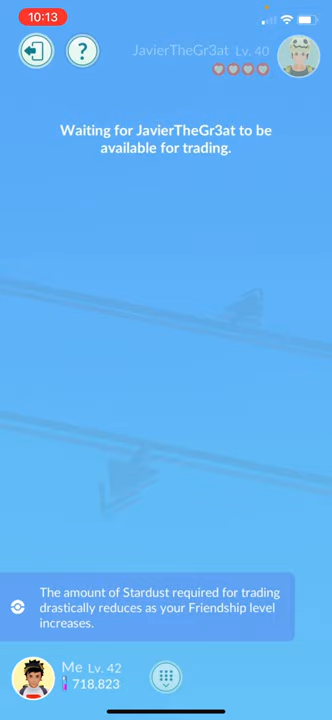 10:13
JavierTheGr3at Lv. 40
?
Waiting for JavierTheGr3at to be
available for trading.
The amount of Stardust required for trading
drastically reduces as your Friendship level
increases.
Me Lv. 42
718,823